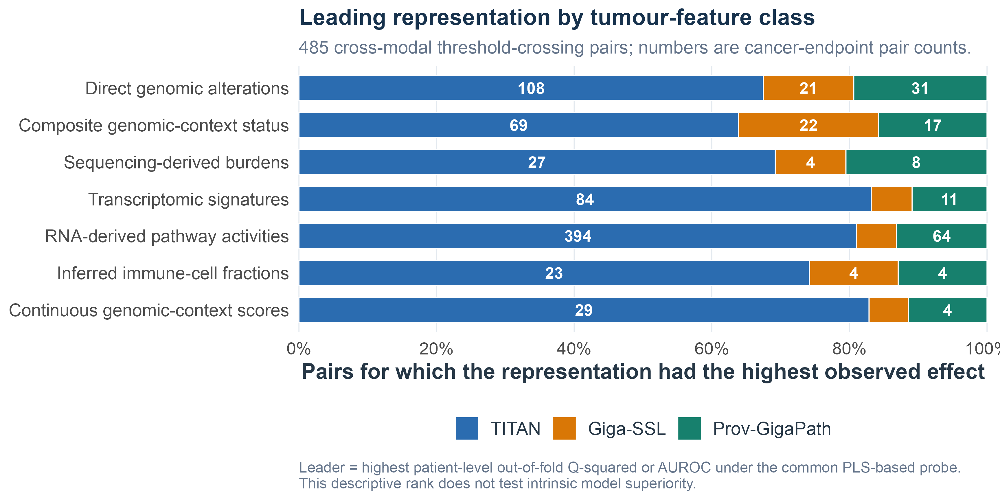 Leading representation by tumour-feature class
485 cross-modal threshold-crossing pairs; numbers are cancer-endpoint pair counts.
Direct genomic alterations 108 21 31
Composite genomic-context status 69 22 17
Sequencing-derived burdens 27 4 8
Transcriptomic signatures 84 11
RNA-derived pathway activities 394 64
Inferred immune-cell fractions 23 4 4
Continuous genomic-context scores 29 4
0% 20% 40% 60% 80% 100%
Pairs for which the representation had the highest observed effect
TITAN Giga-SSL Prov-GigaPath
Leader = highest patient-level out-of-fold Q-squared or AUROC under the common PLS-based probe.
This descriptive rank does not test intrinsic model superiority.